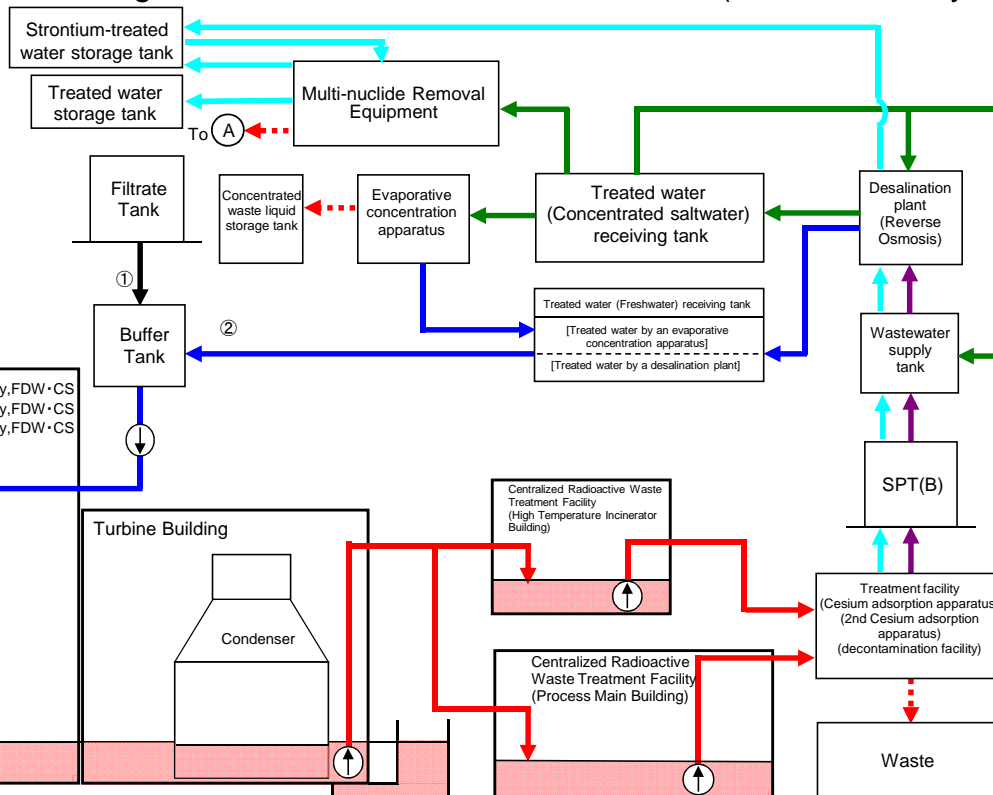 Strontium-treated
water storage tank
Treated water
storage tank
Multi-nuclide Removal
Equipment
To A
Filtrate
Tank
Concentrated
waste liquid
storage tank
Evaporative
concentration
apparatus
Treated water
(Concentrated saltwater)
receiving tank
Desalination
plant
(Reverse
Osmosis)
①
②
Buffer
Tank
Treated water (Freshwater) receiving tank
[Treated water by an evaporative
concentration apparatus]
[Treated water by a desalination plant]
Wastewater
supply
tank
y,FDW・CS
y,FDW・CS
y,FDW・CS
SPT(B)
Turbine Building
Condenser
Centralized Radioactive Waste
Treatment Facility
(High Temperature Incinerator
Building)
Centralized Radioactive
Waste Treatment Facility
(Process Main Building)
Treatment facility
(Cesium adsorption apparatus)
(2nd Cesium adsorption
apparatus)
(decontamination facility)
Waste